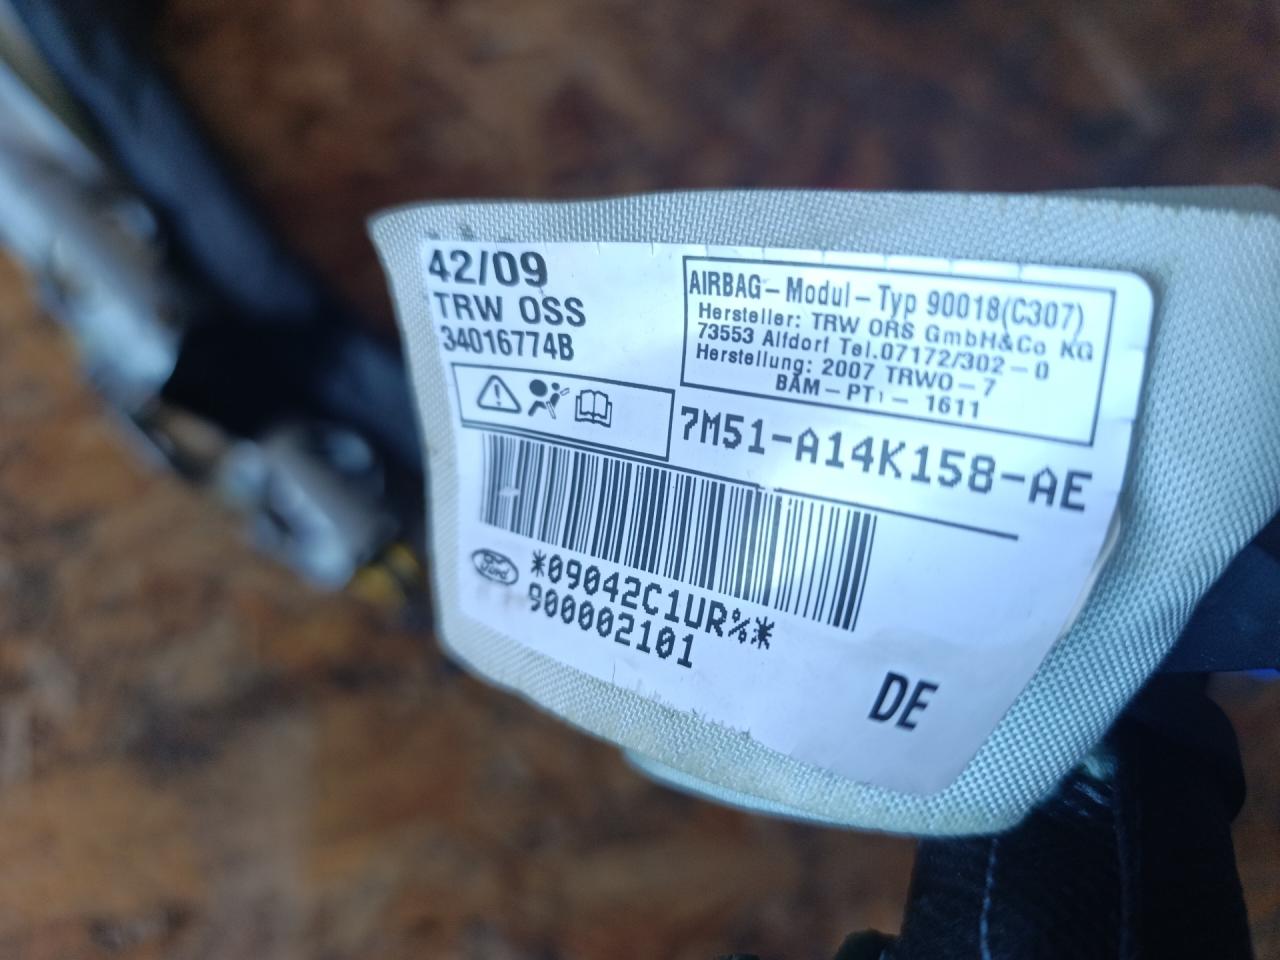 42/09
TRW OSS
34016774B
AIRBAG-Modul-Typ 90018(C307)
Hersteller: TRW ORS GmbH&Co KG
73553 Alfdorf Tel.07172/302-0
Herstellung: 2007 TRWO-7
BAM-PT1-1611
7M51-A14K158-AE
Ford
*09042C1UR%*
900002101
DE